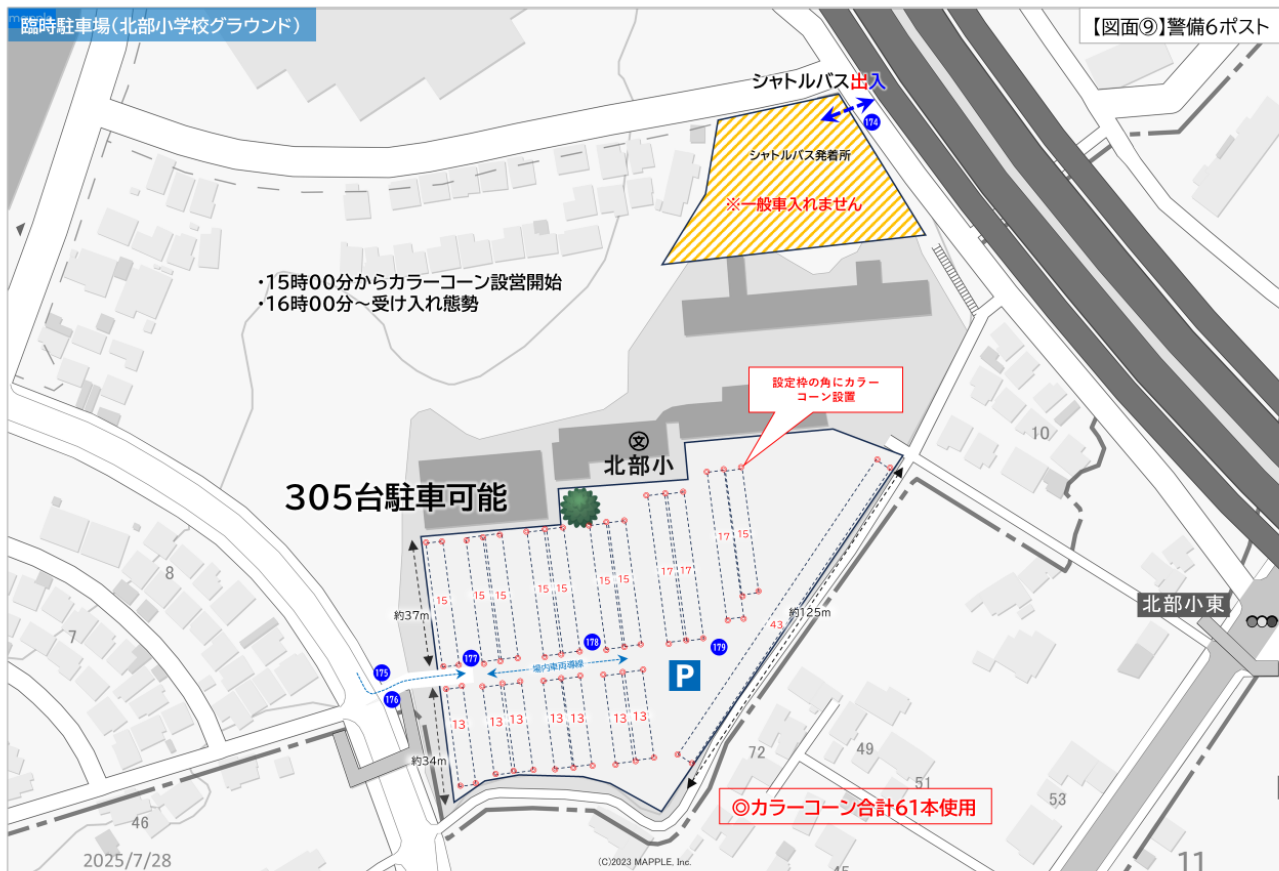 臨時駐車場(北部小学校グラウンド)
【図面⑨】警備6ポスト
シャトルバス出入
174
シャトルバス発着所
※一般車入れません
・15時00分からカラーコーン設営開始
・16時00分～受け入れ態勢
設定枠の角にカラー
コーン設置
10
文
北部小
305台駐車可能
17
15
17
17
15
15
15
15
15
15
15
8
約37m
北部小東
約125m
43
7
178
179
177
場内車両導線
175
P
176
13
13
13
13
13
13
13
約34m
72
49
51
53
◎カラーコーン合計61本使用
46
2025/7/28
(C)2023 MAPPLE, Inc.
45
11